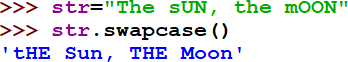 >>> str="The sUN, the mOON"
>>> str.swapcase()
'tHE Sun, THE Moon'